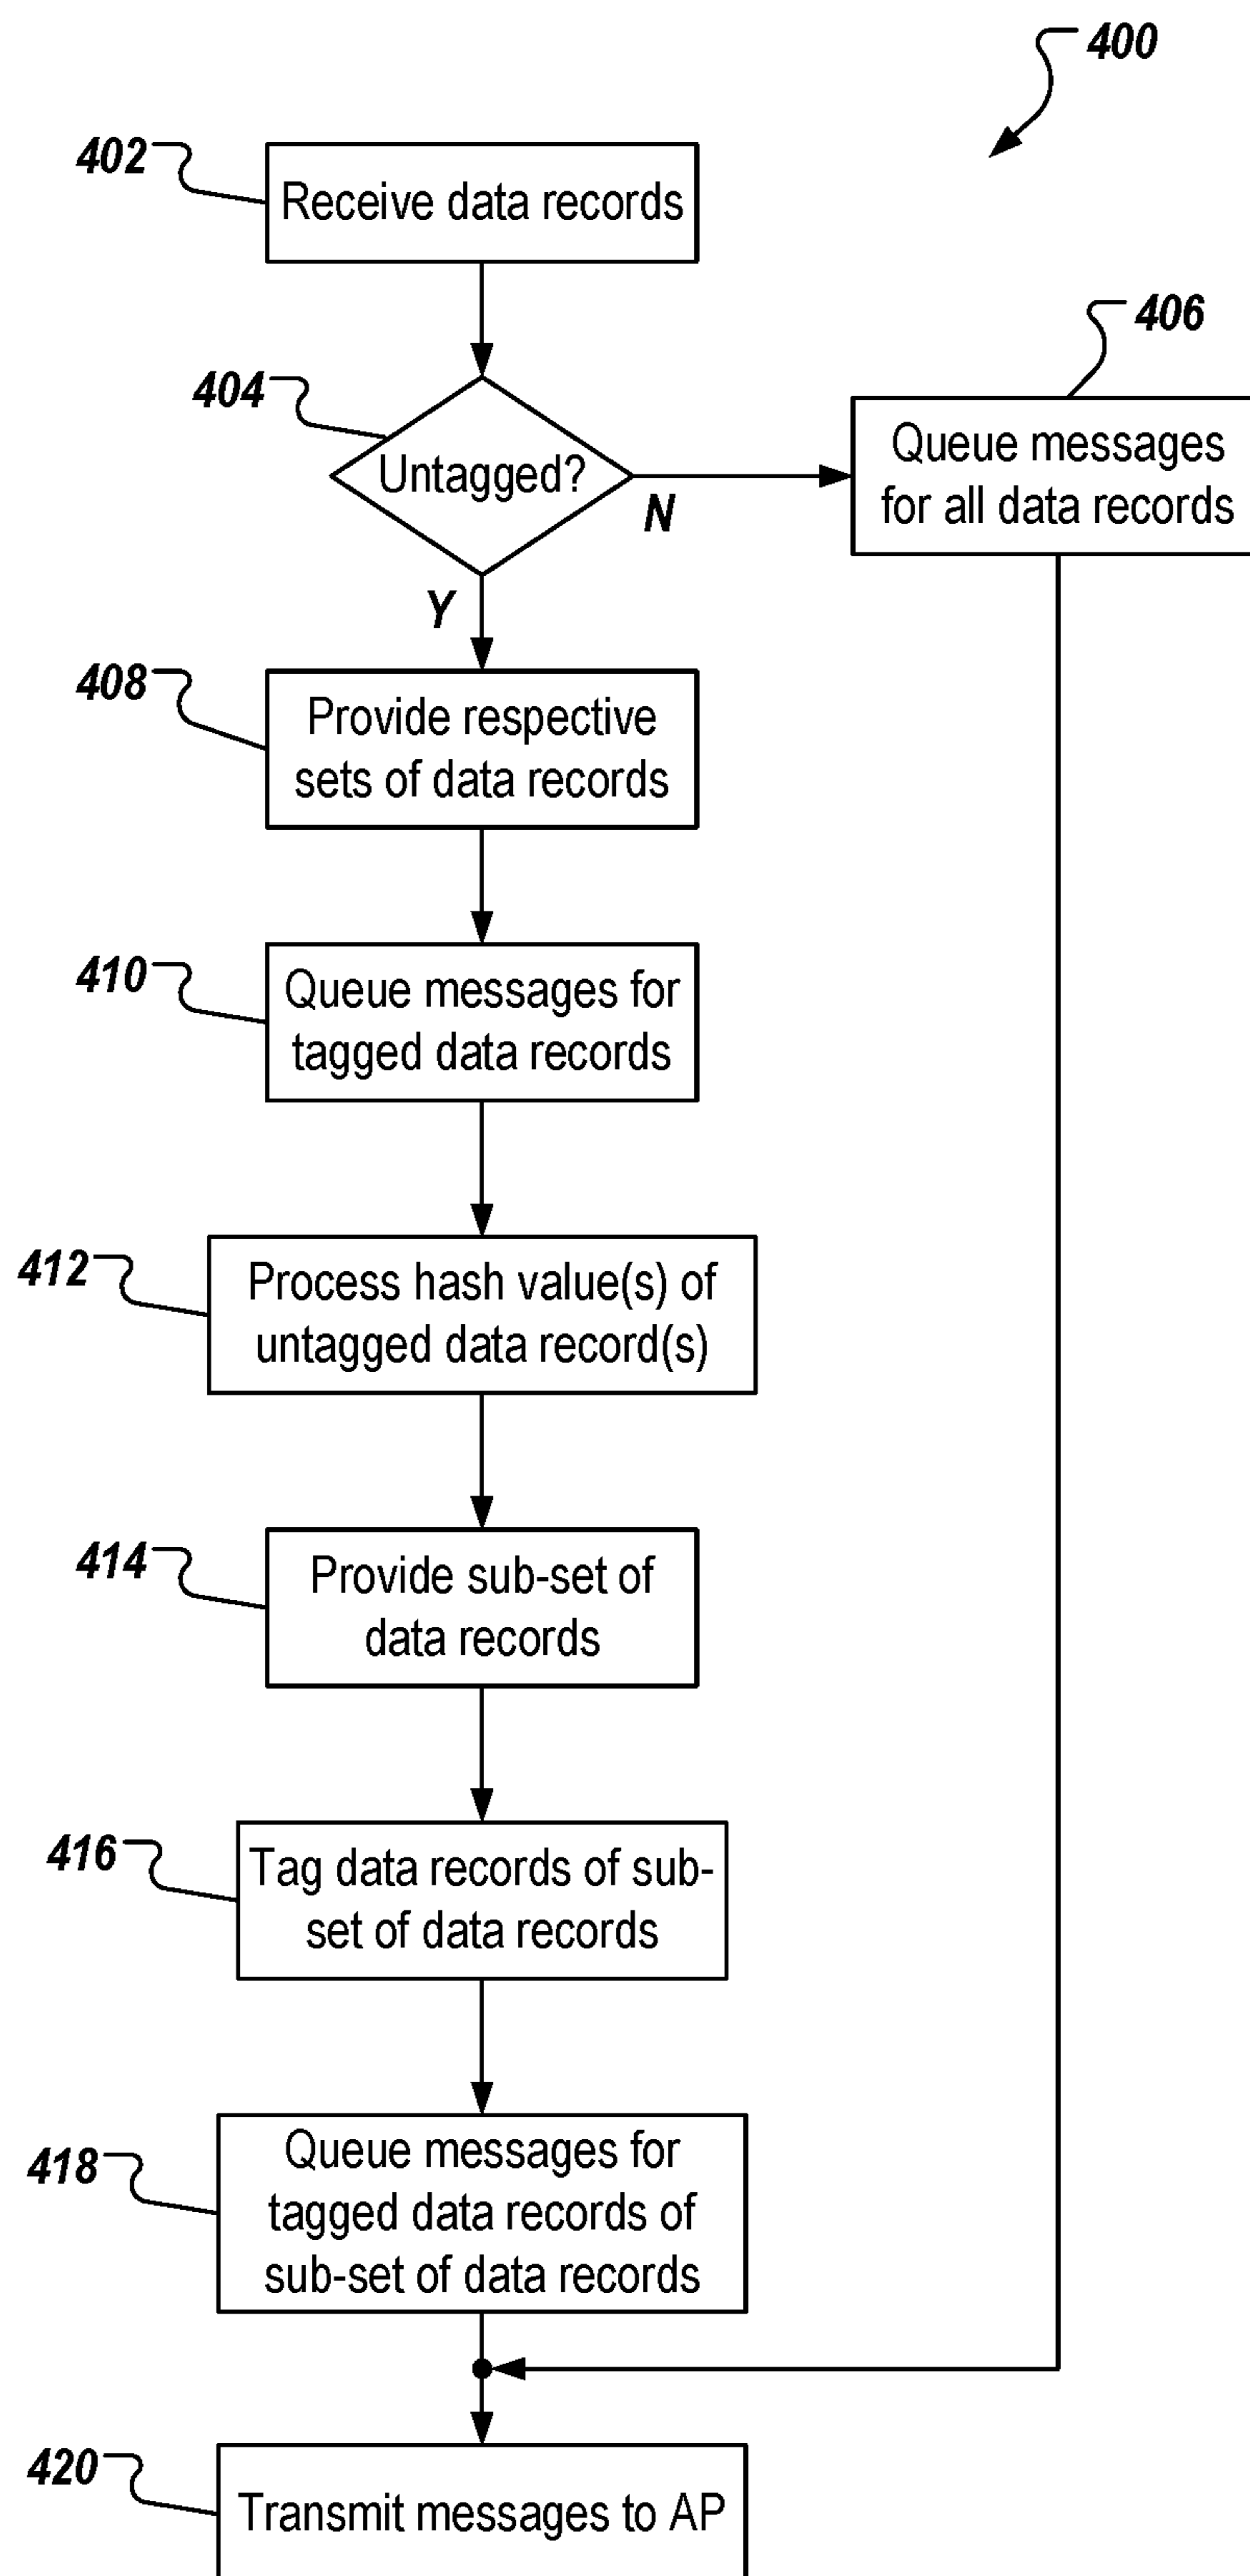 400
402
Receive data records
404
Untagged?
N
Y
406
Queue messages
for all data records
408
Provide respective
sets of data records
410
Queue messages for
tagged data records
412
Process hash value(s) of
untagged data record(s)
414
Provide sub-set of
data records
416
Tag data records of sub-
set of data records
418
Queue messages for
tagged data records of
sub-set of data records
420
Transmit messages to AP